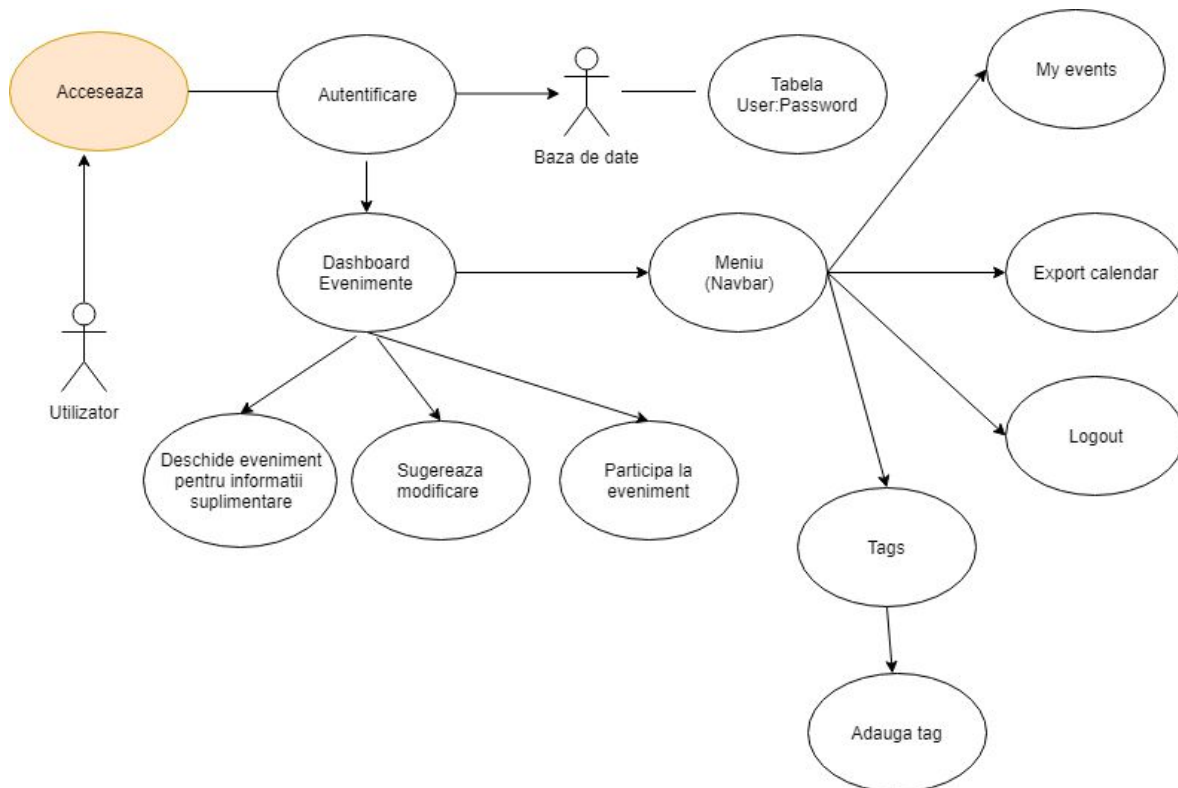 Acceseaza
Autentificare
Baza de date
Tabela
User:Password
My events
Utilizator
Dashboard
Evenimente
Meniu
(Navbar)
Export calendar
Logout
Deschide eveniment
pentru informatii
suplimentare
Sugereaza
modificare
Participa la
eveniment
Tags
Adauga tag